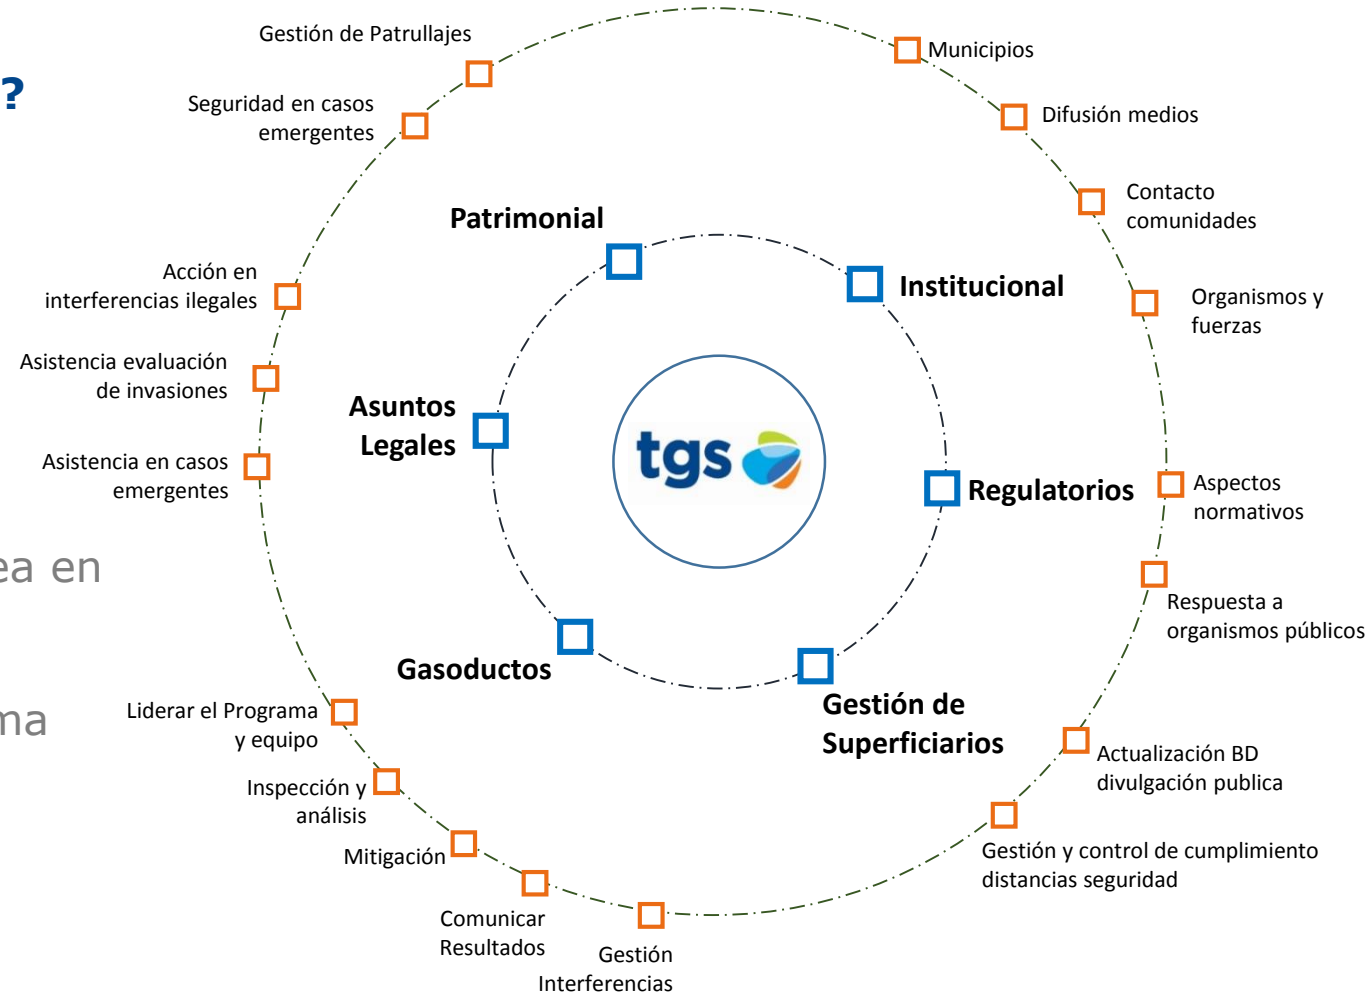 ?
ea en
ma
Gestión de Patrullajes
Seguridad en casos
emergentes
Acción en
interferencias ilegales
Asistencia evaluación
de invasiones
Asistencia en casos
emergentes
Liderar el Programa
y equipo
Inspección y
análisis
Mitigación
Comunicar
Resultados
Gestión
Interferencias
Patrimonial
Asuntos
Legales
Gasoductos
tgs
Institucional
Regulatorios
Gestión de
Superficiarios
Municipios
Difusión medios
Contacto
comunidades
Organismos y
fuerzas
Aspectos
normativos
Respuesta a
organismos públicos
Actualización BD
divulgación publica
Gestión y control de cumplimiento
distancias seguridad